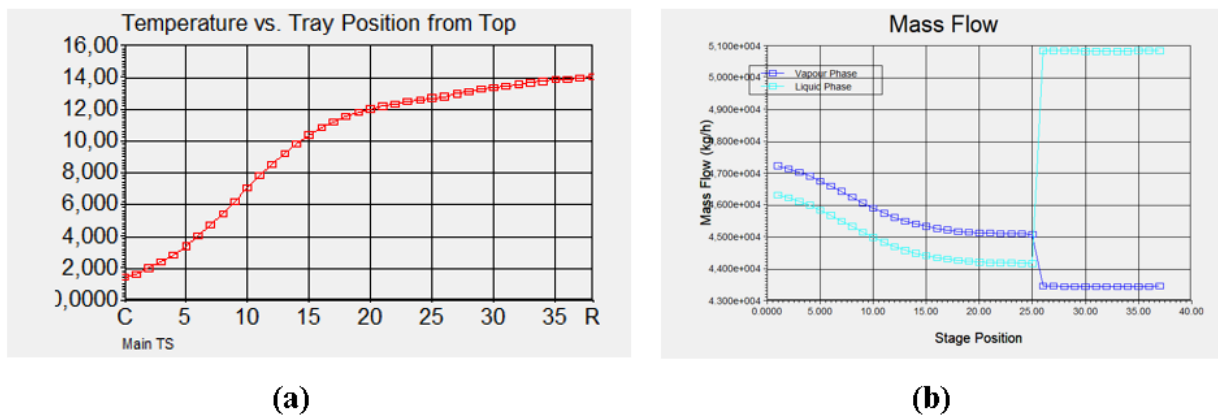 Temperature vs. Tray Position from Top
16,00
14,00
12,00
10,00
8,000
6,000
4,000
2,000
0,0000
C 5 10 15 20 25 30 35 R
Main TS
(a)
Mass Flow
5,100e+004
5,000e+004
4,900e+004
4,800e+004
4,700e+004
4,600e+004
4,500e+004
4,400e+004
4,300e+004
Vapour Phase
Liquid Phase
Mass Flow (kg/h)
0.0000 5.000 10.00 15.00 20.00 25.00 30.00 35.00 40.00
Stage Position
(b)